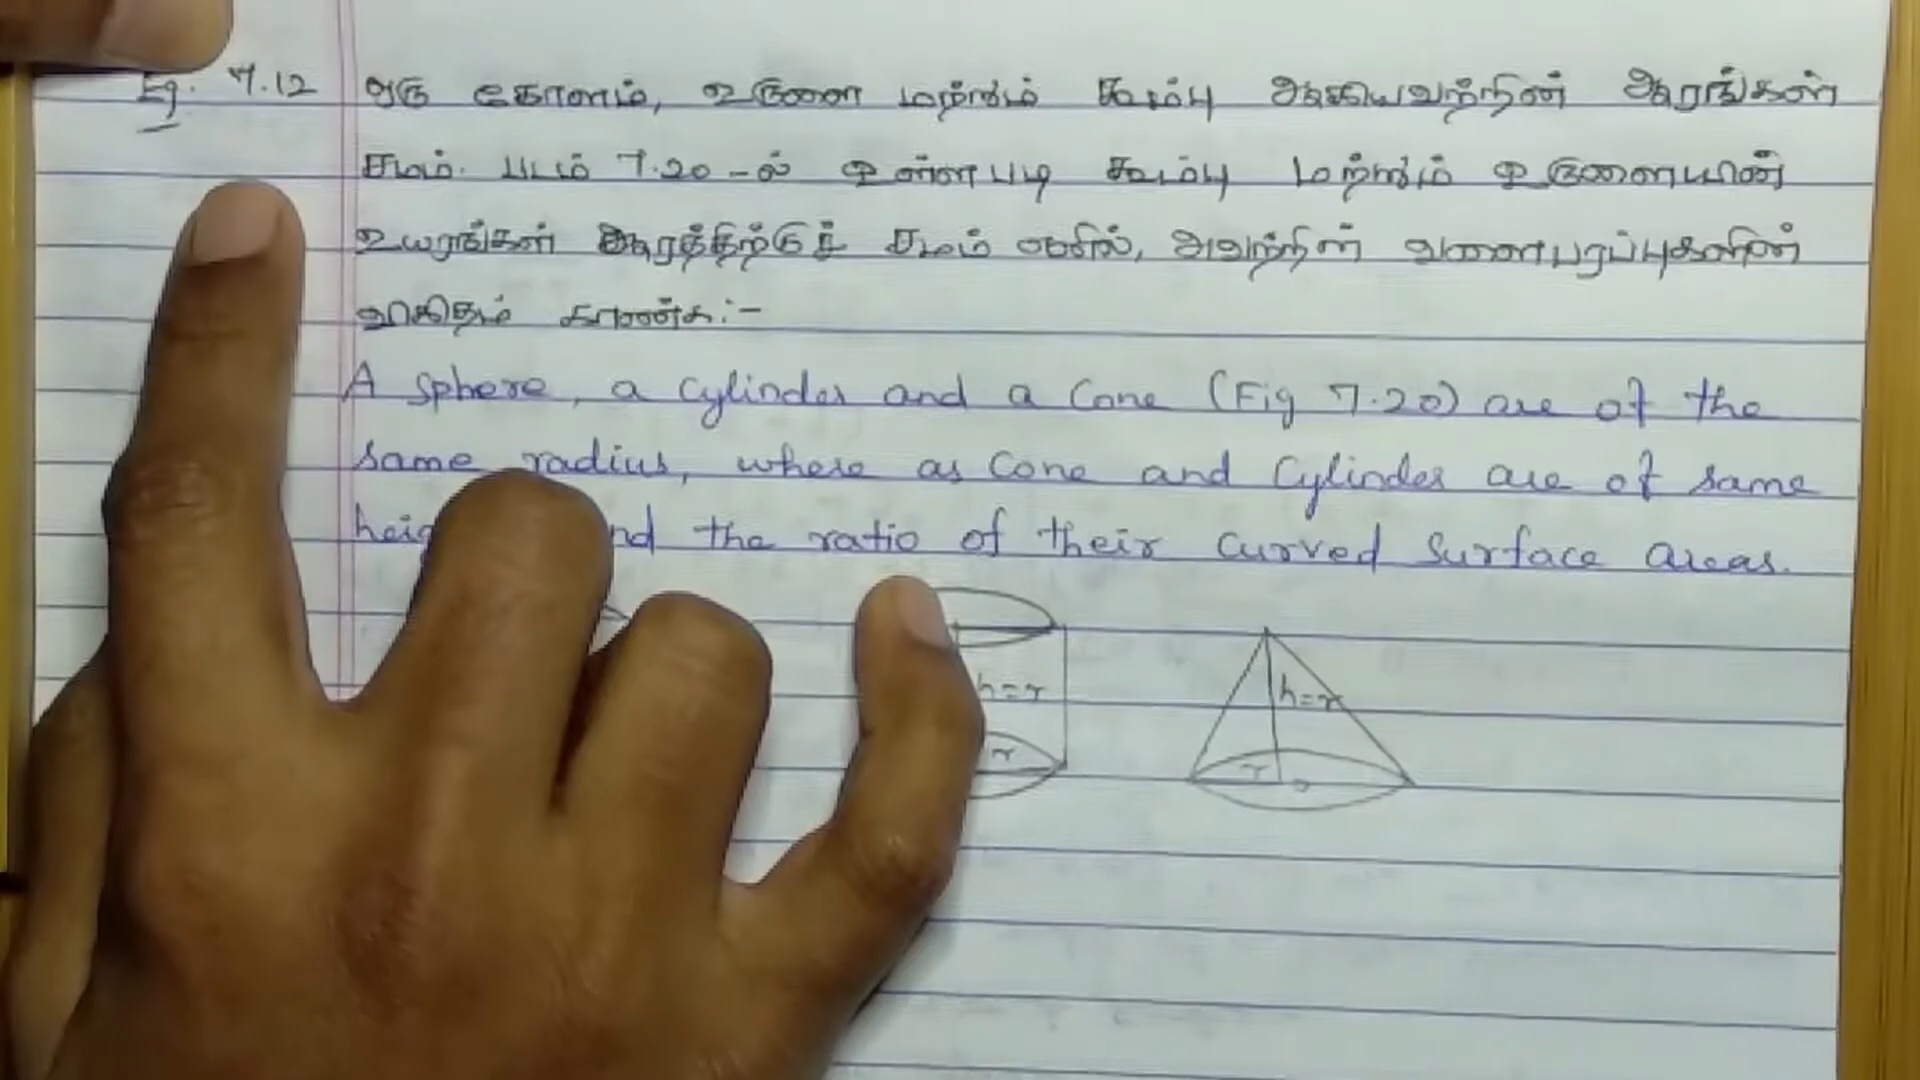 Eg. 7.12 ஒரு கோளம், உருளை மற்றும் கூம்பு ஆகியவற்றின் ஆரங்கள்
சமம். படம் 7.20 -ல் உள்ளபடி கூம்பு மற்றும் உருளையின்
உயரங்கள் ஆரத்திற்குச் சமம் எனில், அவற்றின் வளைபரப்புகளின்
விகிதம் காண்க:-
A sphere, a cylinder and a Cone (Fig 7.20) are of the
same radius, where as Cone and Cylinder are of same
the ratio of their curved surface areas.
h=r
h=r
r
r